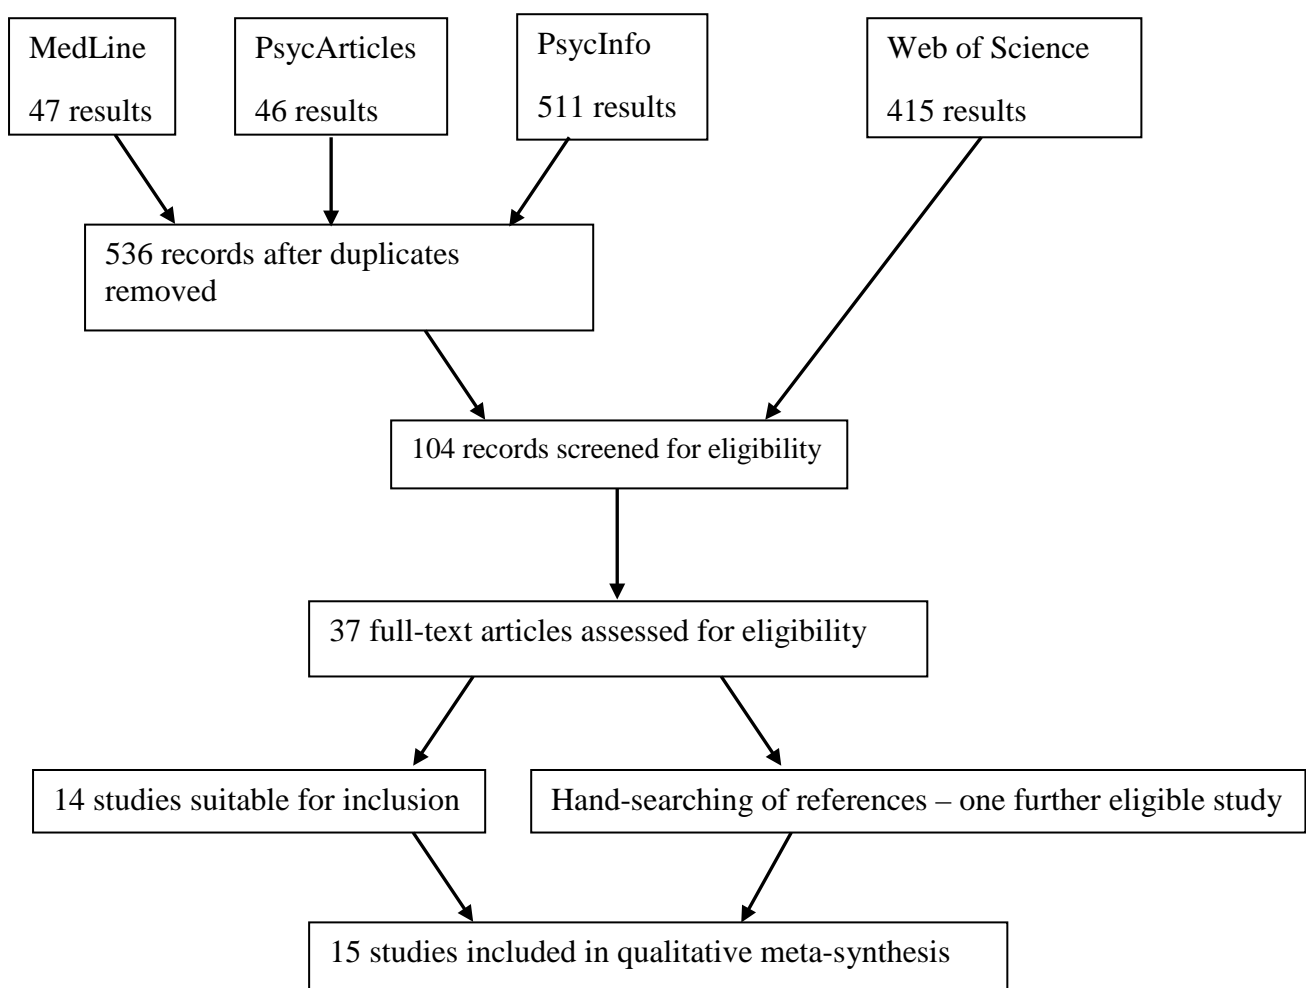 MedLine
47 results
PsycArticles
46 results
PsycInfo
511 results
Web of Science
415 results
536 records after duplicates
removed
104 records screened for eligibility
37 full-text articles assessed for eligibility
14 studies suitable for inclusion
Hand-searching of references – one further eligible study
15 studies included in qualitative meta-synthesis